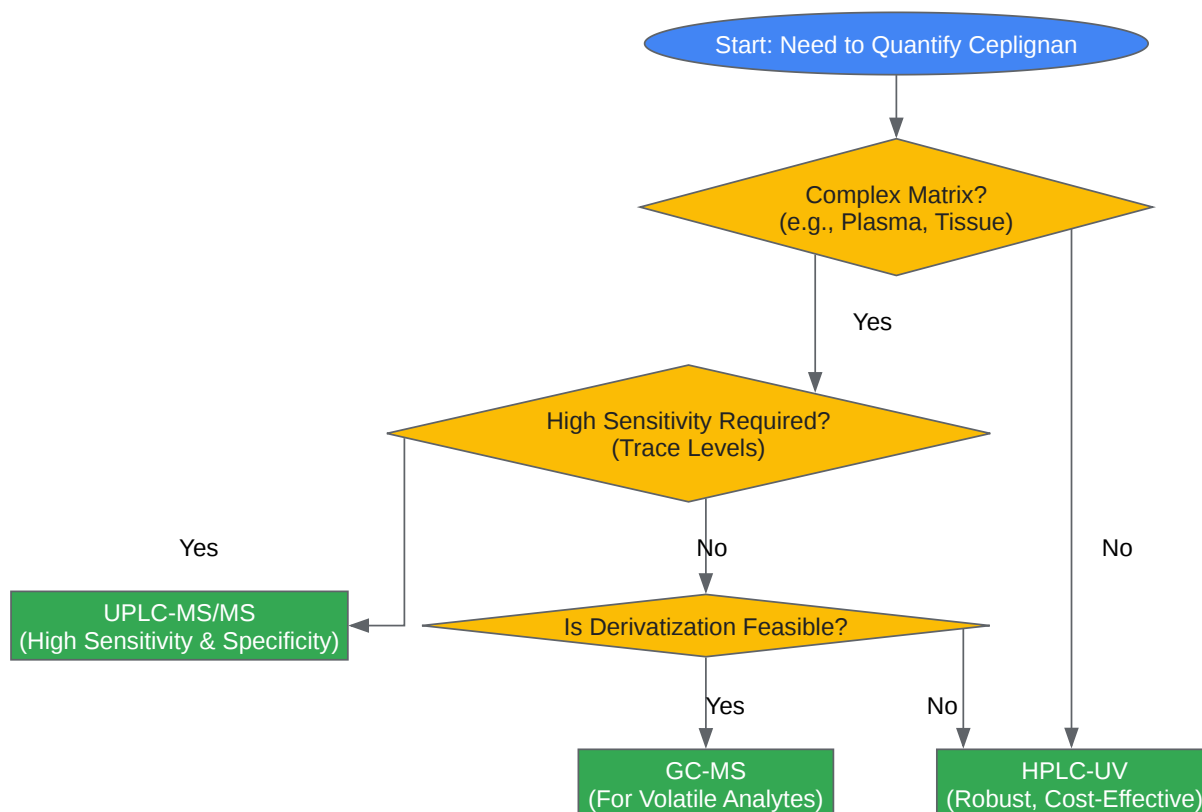 Start: Need to Quantify Ceplignan
Complex Matrix?
(e.g., Plasma, Tissue)
Yes
High Sensitivity Required?
(Trace Levels)
Yes
No
No
UPLC-MS/MS
(High Sensitivity & Specificity)
Is Derivatization Feasible?
Yes
No
GC-MS
(For Volatile Analytes)
HPLC-UV
(Robust, Cost-Effective)